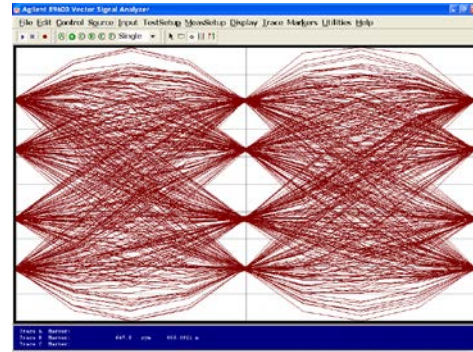 Agilent 89600 Vector Signal Analyzer
File Edit Control Source Input TestSetup MeasSetup Display Trace Markers Utilities Help
Single
Trace A Marker:
Trace B Marker:
Trace C Marker: